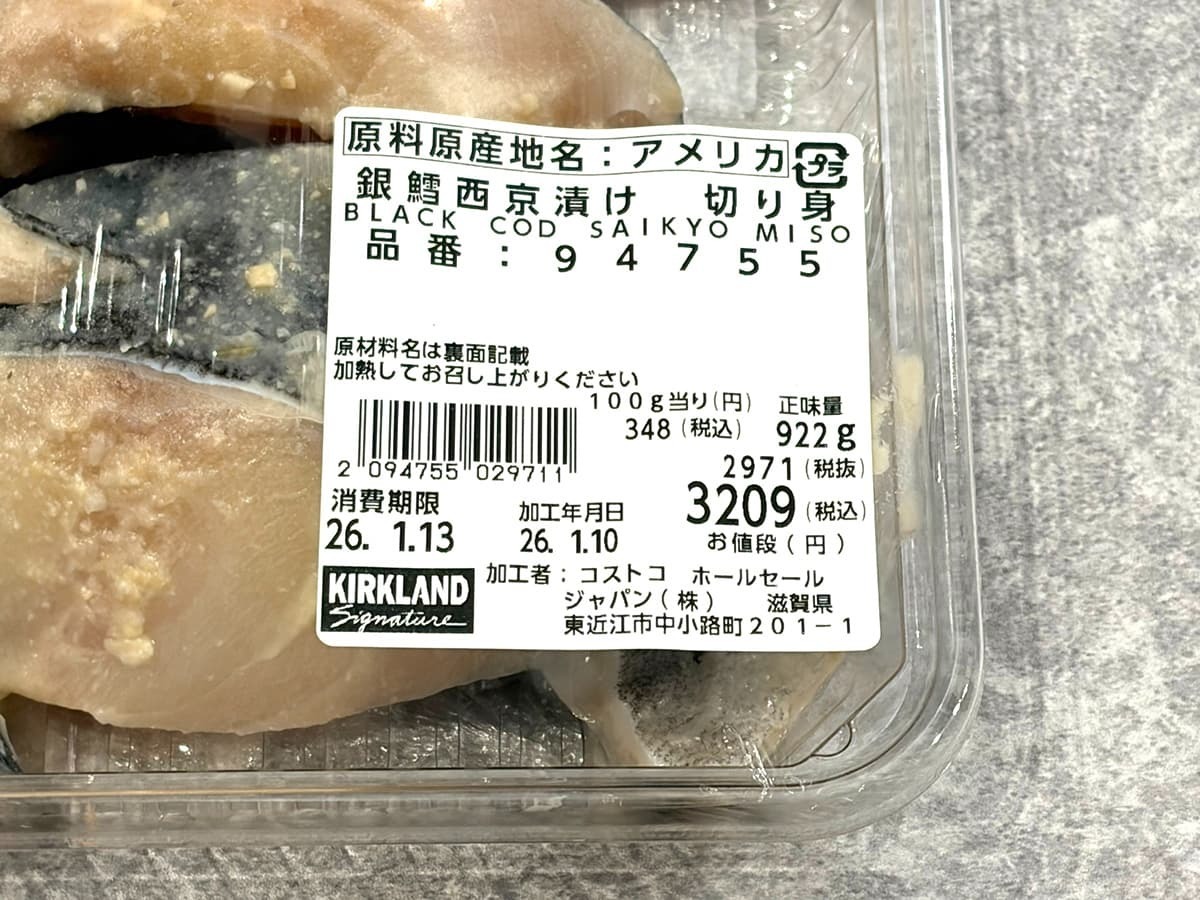 原料原産地名：アメリカ
プラ
銀鱈西京漬け 切り身
BLACK COD SAIKYO MISO
品番：94755
原材料名は裏面記載
加熱してお召し上がりください
100g当り(円) 正味量
348(税込) 922g
2 094755 029711
2971(税抜)
3209(税込)
お値段(円)
消費期限 加工年月日
26. 1.13 26. 1.10
KIRKLAND
Signature
加工者：コストコ ホールセール
ジャパン(株) 滋賀県
東近江市中小路町201-1